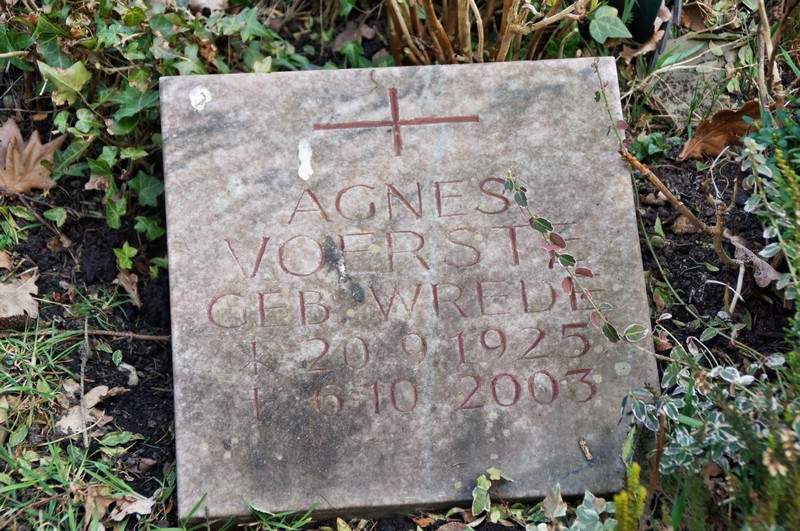 AGNES
VOERSTE
GEB. WREDE
* 20 9 1925
† 6 10 2003